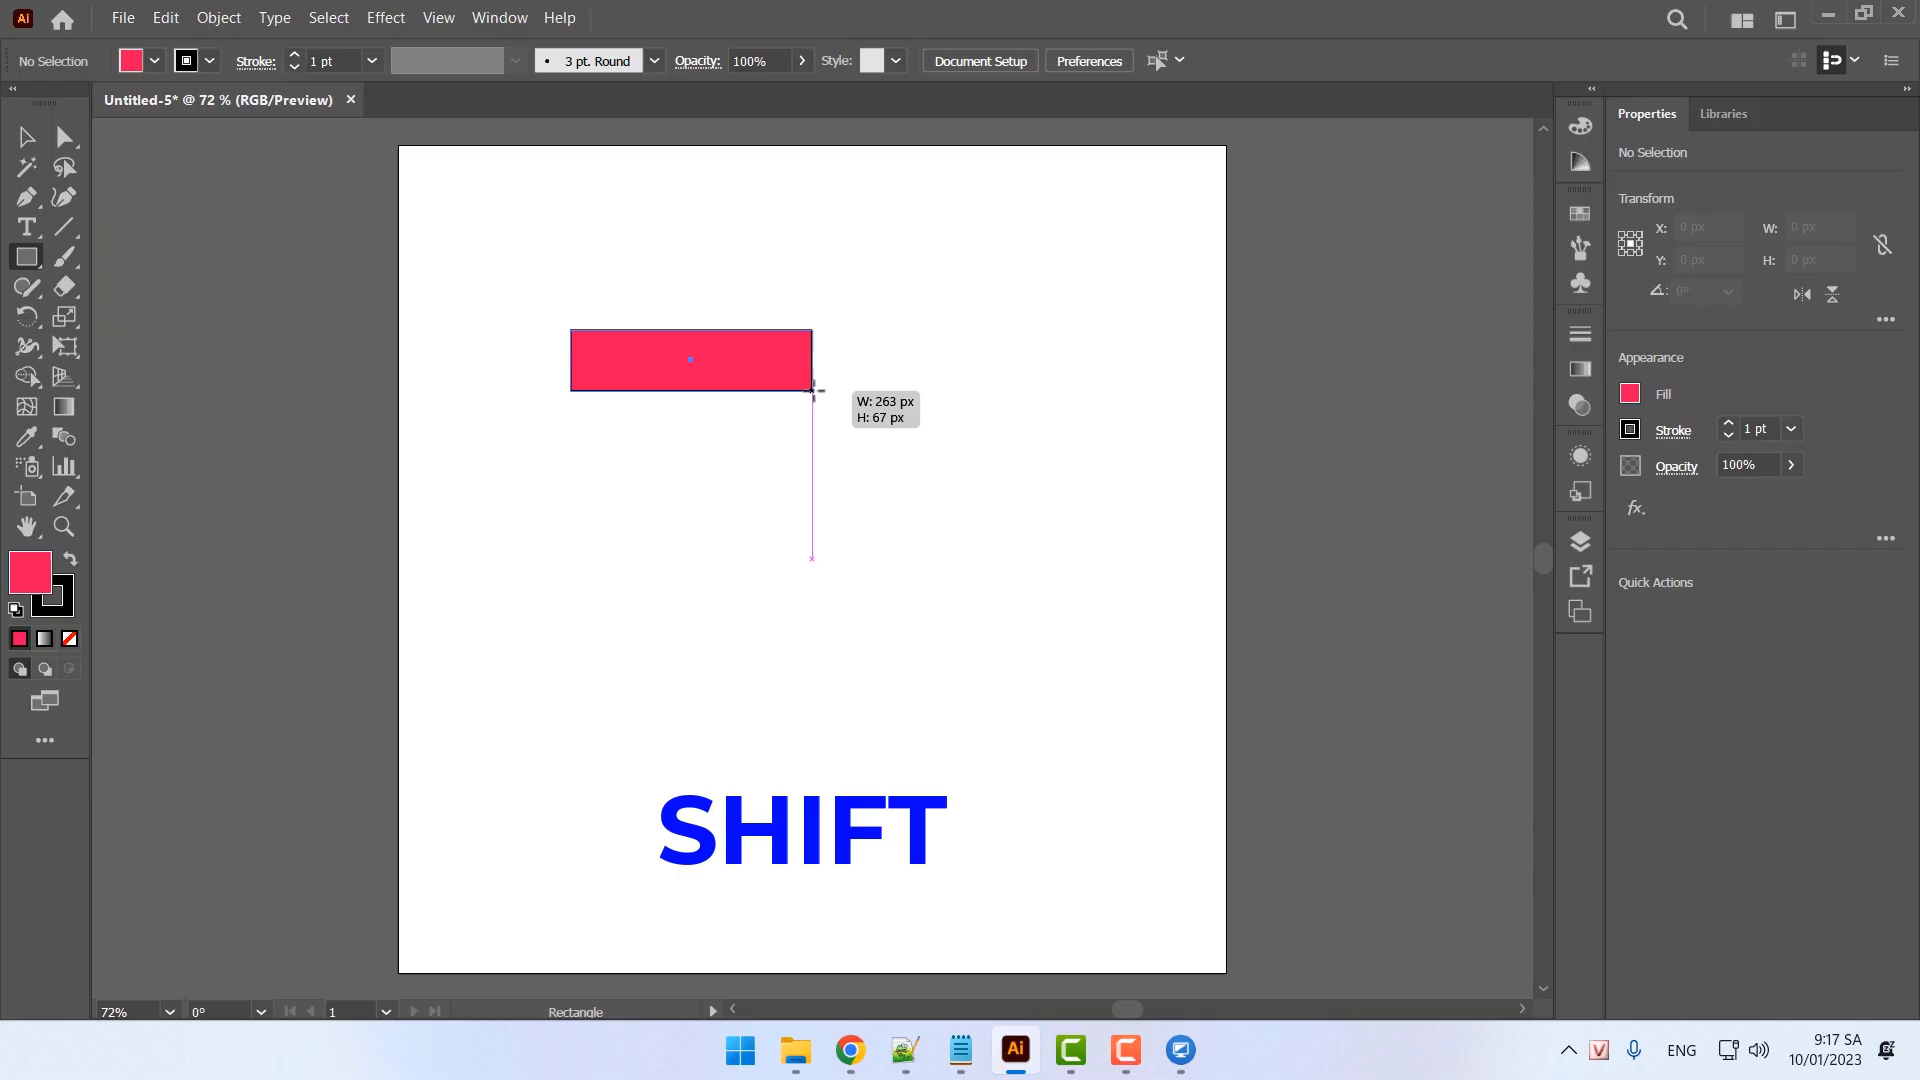 Ai File Edit Object Type Select Effect View Window Help
No Selection Stroke: 1 pt • 3 pt. Round Opacity: 100% Style: Document Setup Preferences
Untitled-5* @ 72 % (RGB/Preview) ×
Properties Libraries
No Selection
Transform
X: 0 px W: 0 px
Y: 0 px H: 0 px
0°
Appearance
Fill
Stroke 1 pt
Opacity 100%
fx.
Quick Actions
W: 263 px
H: 67 px
SHIFT
72% 0° 1 Rectangle
Ai
ENG
9:17 SA
10/01/2023